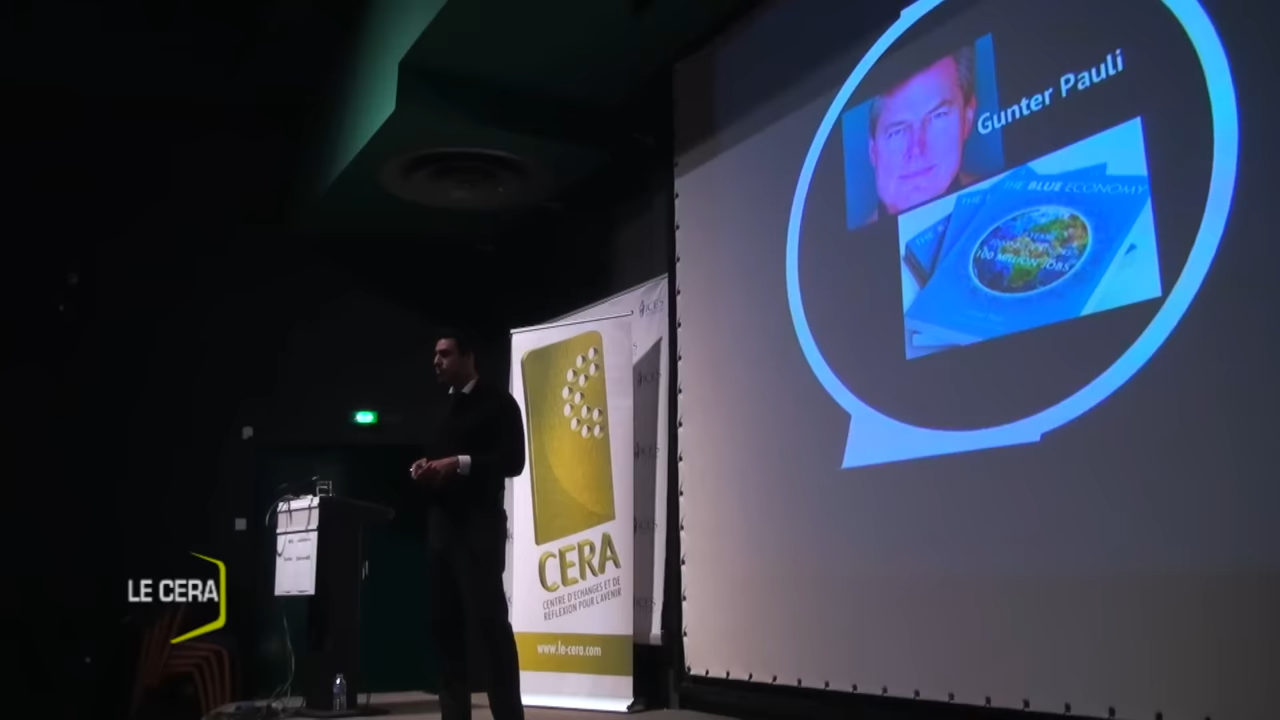 Gunter Pauli
THE BLUE ECONOMY
100 MILLION JOBS
ICES
CERA
CENTRE D'ECHANGES ET DE
RÉFLEXION POUR L'AVENIR
www.le-cera.com
LE CERA